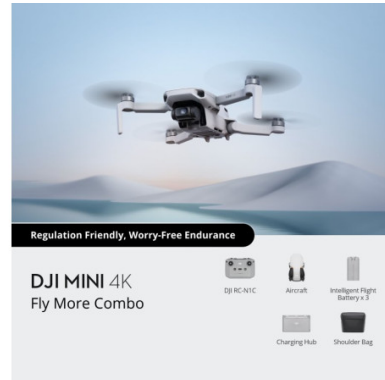 Regulation Friendly, Worry-Free Endurance
DJI MINI 4K
Fly More Combo
DJI RC-N1C
Aircraft
Intelligent Flight
Battery x 3
Charging Hub
Shoulder Bag